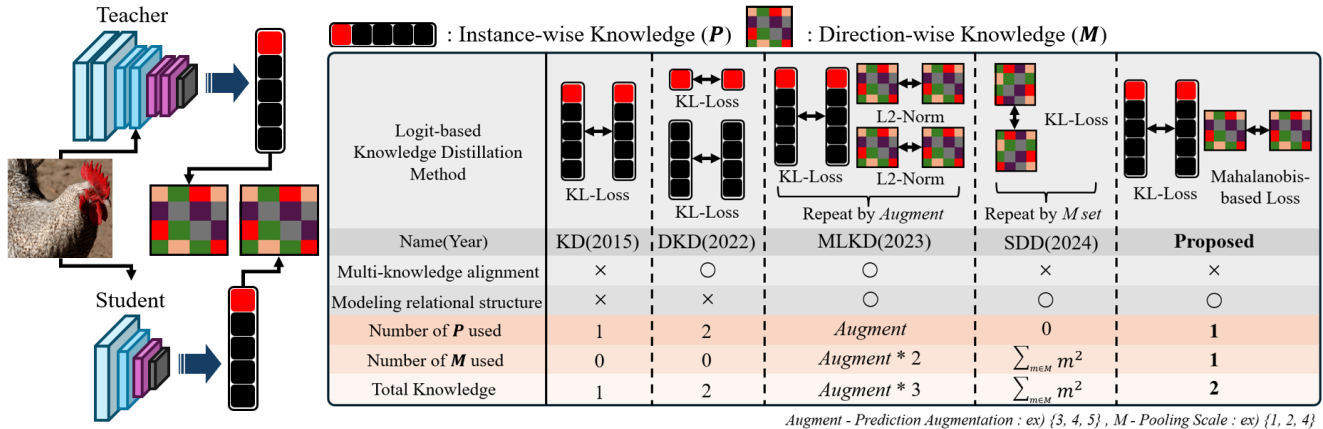 Teacher
Student
: Instance-wise Knowledge (P) : Direction-wise Knowledge (M)
Logit-based
Knowledge Distillation
Method
KL-Loss
KL-Loss
KL-Loss
KL-Loss
L2-Norm
L2-Norm
Repeat by Augment
KL-Loss
Repeat by M set
KL-Loss
Mahalanobis-
based Loss
Name(Year) KD(2015) DKD(2022) MLKD(2023) SDD(2024) Proposed
Multi-knowledge alignment × ○ ○ × ×
Modeling relational structure × × ○ ○ ○
Number of P used 1 2 Augment 0 1
Number of M used 0 0 Augment * 2 ∑m∈M m² 1
Total Knowledge 1 2 Augment * 3 ∑m∈M m² 2
Augment - Prediction Augmentation : ex) {3, 4, 5} , M - Pooling Scale : ex) {1, 2, 4}